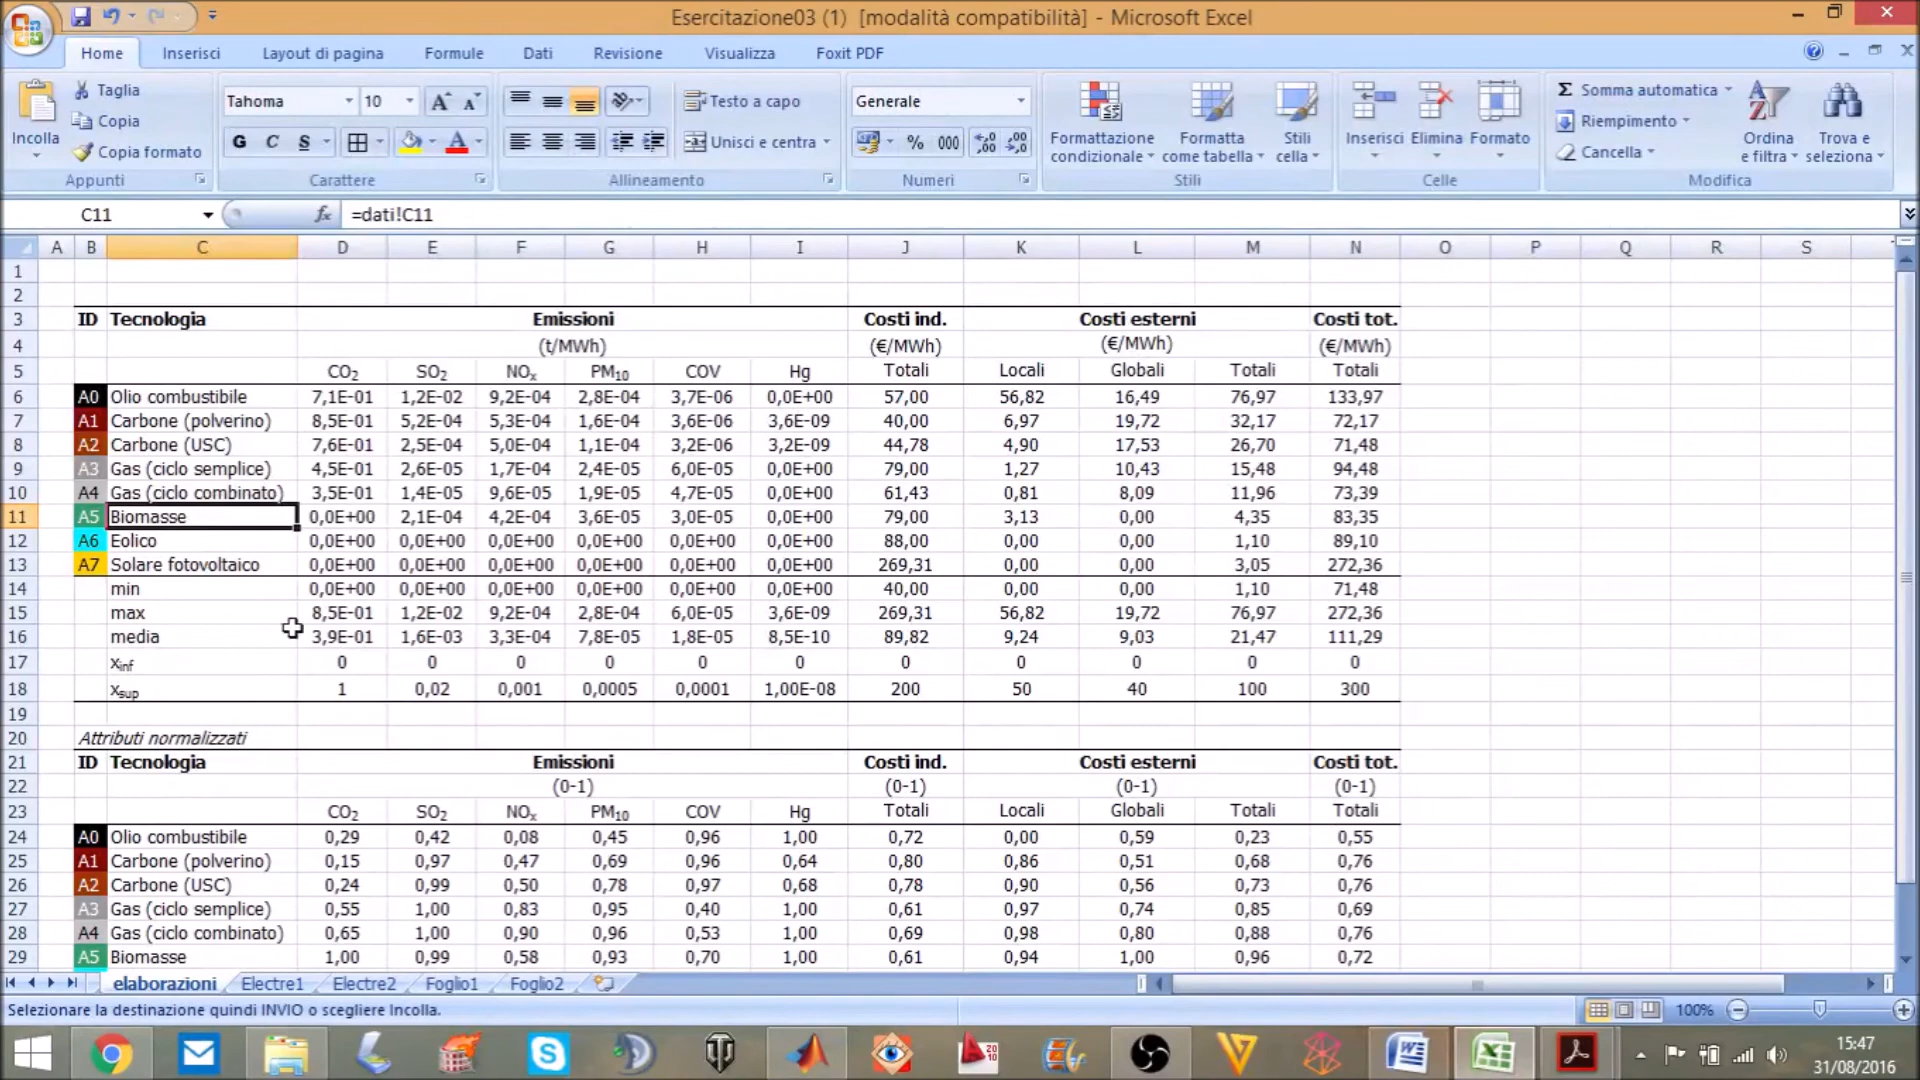 Esercitazione03 (1) [modalità compatibilità] - Microsoft Excel
Home Inserisci Layout di pagina Formule Dati Revisione Visualizza Foxit PDF
Incolla Taglia Copia Copia formato
Tahoma 10
G C S
Testo a capo
Unisci e centra
Generale
% 000
Formattazione condizionale
Formatta come tabella
Stili cella
Inserisci Elimina Formato
Σ Somma automatica
Riempimento
Cancella
Ordina e filtra
Trova e seleziona
Appunti Carattere Allineamento Numeri Stili Celle Modifica
C11 fx =dati!C11
A B C D E F G H I J K L M N O P Q R S
1
2
3 ID Tecnologia Emissioni Costi ind. Costi esterni Costi tot.
4 (t/MWh) (€/MWh) (€/MWh) (€/MWh)
5 CO2 SO2 NOx PM10 COV Hg Totali Locali Globali Totali Totali
6 A0 Olio combustibile 7,1E-01 1,2E-02 9,2E-04 2,8E-04 3,7E-06 0,0E+00 57,00 56,82 16,49 76,97 133,97
7 A1 Carbone (polverino) 8,5E-01 5,2E-04 5,3E-04 1,6E-04 3,6E-06 3,6E-09 40,00 6,97 19,72 32,17 72,17
8 A2 Carbone (USC) 7,6E-01 2,5E-04 5,0E-04 1,1E-04 3,2E-06 3,2E-09 44,78 4,90 17,53 26,70 71,48
9 A3 Gas (ciclo semplice) 4,5E-01 2,6E-05 1,7E-04 2,4E-05 6,0E-05 0,0E+00 79,00 1,27 10,43 15,48 94,48
10 A4 Gas (ciclo combinato) 3,5E-01 1,4E-05 9,6E-05 1,9E-05 4,7E-05 0,0E+00 61,43 0,81 8,09 11,96 73,39
11 A5 Biomasse 0,0E+00 2,1E-04 4,2E-04 3,6E-05 3,0E-05 0,0E+00 79,00 3,13 0,00 4,35 83,35
12 A6 Eolico 0,0E+00 0,0E+00 0,0E+00 0,0E+00 0,0E+00 0,0E+00 88,00 0,00 0,00 1,10 89,10
13 A7 Solare fotovoltaico 0,0E+00 0,0E+00 0,0E+00 0,0E+00 0,0E+00 0,0E+00 269,31 0,00 0,00 3,05 272,36
14 min 0,0E+00 0,0E+00 0,0E+00 0,0E+00 0,0E+00 0,0E+00 40,00 0,00 0,00 1,10 71,48
15 max 8,5E-01 1,2E-02 9,2E-04 2,8E-04 6,0E-05 3,6E-09 269,31 56,82 19,72 76,97 272,36
16 media 3,9E-01 1,6E-03 3,3E-04 7,8E-05 1,8E-05 8,5E-10 89,82 9,24 9,03 21,47 111,29
17 xinf 0 0 0 0 0 0 0 0 0 0 0
18 xsup 1 0,02 0,001 0,0005 0,0001 1,00E-08 200 50 40 100 300
19
20 Attributi normalizzati
21 ID Tecnologia Emissioni Costi ind. Costi esterni Costi tot.
22 (0-1) (0-1) (0-1) (0-1)
23 CO2 SO2 NOx PM10 COV Hg Totali Locali Globali Totali Totali
24 A0 Olio combustibile 0,29 0,42 0,08 0,45 0,96 1,00 0,72 0,00 0,59 0,23 0,55
25 A1 Carbone (polverino) 0,15 0,97 0,47 0,69 0,96 0,64 0,80 0,86 0,51 0,68 0,76
26 A2 Carbone (USC) 0,24 0,99 0,50 0,78 0,97 0,68 0,78 0,90 0,56 0,73 0,76
27 A3 Gas (ciclo semplice) 0,55 1,00 0,83 0,95 0,40 1,00 0,61 0,97 0,74 0,85 0,69
28 A4 Gas (ciclo combinato) 0,65 1,00 0,90 0,96 0,53 1,00 0,69 0,98 0,80 0,88 0,76
29 A5 Biomasse 1,00 0,99 0,58 0,93 0,70 1,00 0,61 0,94 1,00 0,96 0,72
elaborazioni Electre1 Electre2 Foglio1 Foglio2
Selezionare la destinazione quindi INVIO o scegliere Incolla. 100%
15:47
31/08/2016